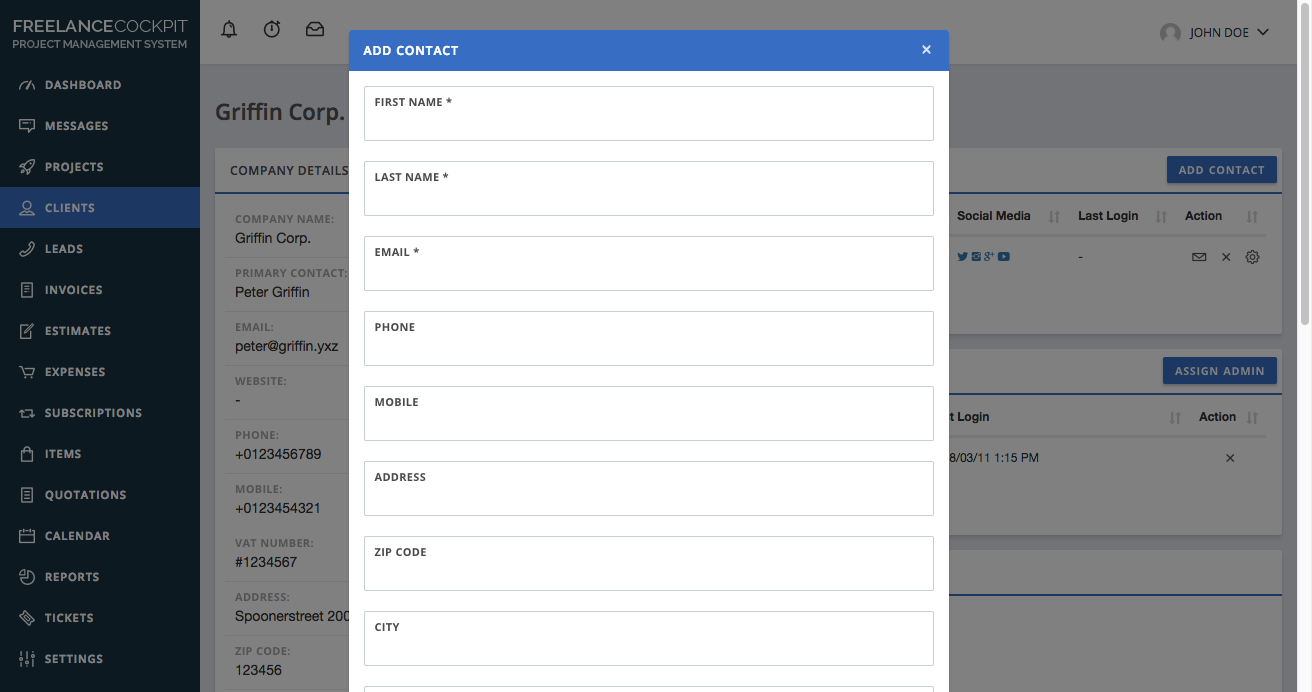 FREELANCECOCKPIT
PROJECT MANAGEMENT SYSTEM
DASHBOARD
MESSAGES
PROJECTS
CLIENTS
LEADS
INVOICES
ESTIMATES
EXPENSES
SUBSCRIPTIONS
ITEMS
QUOTATIONS
CALENDAR
REPORTS
TICKETS
SETTINGS
JOHN DOE
Griffin Corp.
COMPANY DETAILS
COMPANY NAME:
Griffin Corp.
PRIMARY CONTACT:
Peter Griffin
EMAIL:
peter@griffin.yxz
WEBSITE:
-
PHONE:
+0123456789
MOBILE:
+0123454321
VAT NUMBER:
#1234567
ADDRESS:
Spoonerstreet 200
ZIP CODE:
123456
ADD CONTACT
×
FIRST NAME *
LAST NAME *
EMAIL *
PHONE
MOBILE
ADDRESS
ZIP CODE
CITY
ADD CONTACT
Social Media Last Login Action
-
ASSIGN ADMIN
t Login Action
8/03/11 1:15 PM